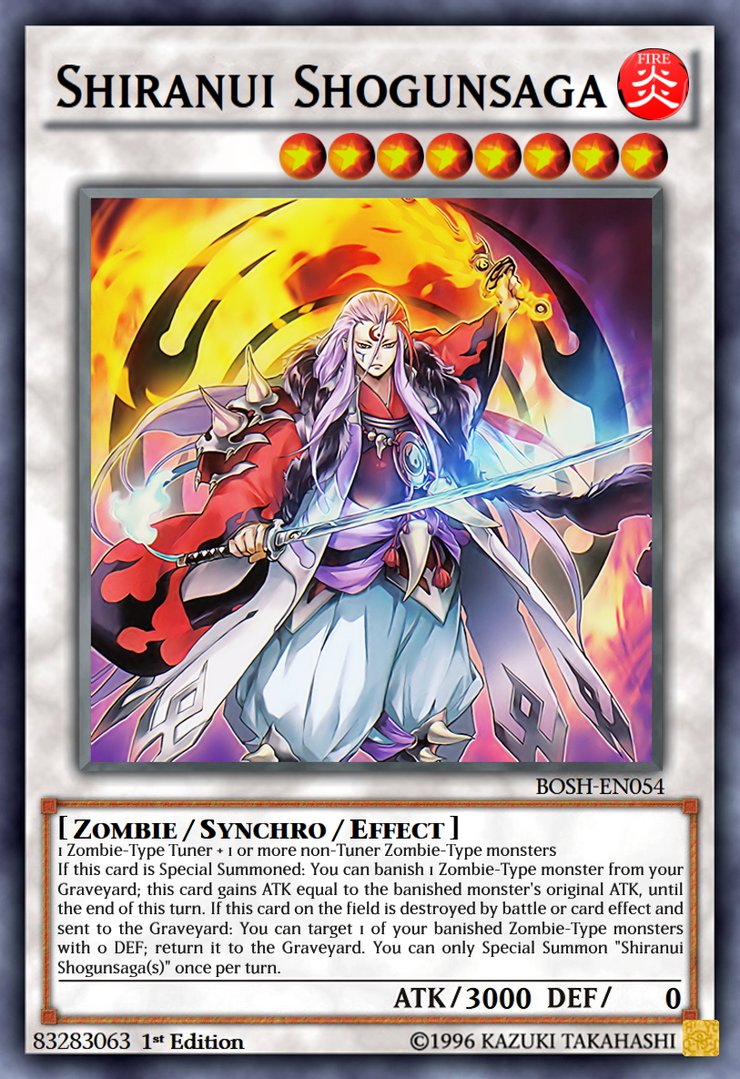 SHIRANUI SHOGUNSAGA
FIRE
炎
BOSH-EN054
[ ZOMBIE / SYNCHRO / EFFECT ]
1 Zombie-Type Tuner + 1 or more non-Tuner Zombie-Type monsters
If this card is Special Summoned: You can banish 1 Zombie-Type monster from your
Graveyard; this card gains ATK equal to the banished monster's original ATK, until
the end of this turn. If this card on the field is destroyed by battle or card effect and
sent to the Graveyard: You can target 1 of your banished Zombie-Type monsters
with 0 DEF; return it to the Graveyard. You can only Special Summon "Shiranui
Shogunsaga(s)" once per turn.
ATK/3000 DEF/ 0
83283063 1st Edition ©1996 KAZUKI TAKAHASHI